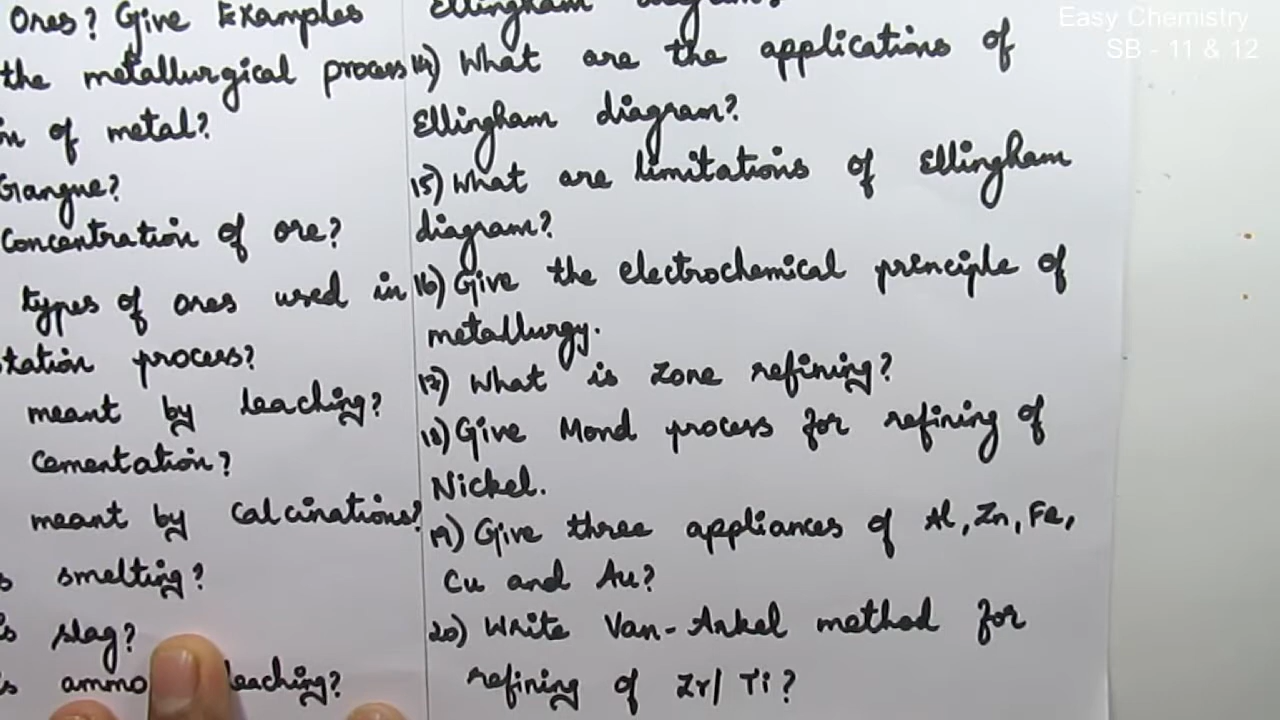 Ores? Give Examples
the metallurgical process
of metal?
Gangue?
Concentration of ore?
types of ores used in
process?
meant by leaching?
Cementation?
meant by Calcinations?
smelting?
slag?
leaching?
Ellingham diagram?
14) What are the applications of
Ellingham diagram?
15) What are limitations of Ellingham
diagram?
16) Give the electrochemical principle of
metallurgy.
17) What is zone refining?
18) Give Mond process for refining of
Nickel.
19) Give three appliances of Al, Zn, Fe,
Cu and Au?
20) Write Van-Arkel method for
refining of Zr/Ti?
Easy Chemistry
SB - 11 & 12